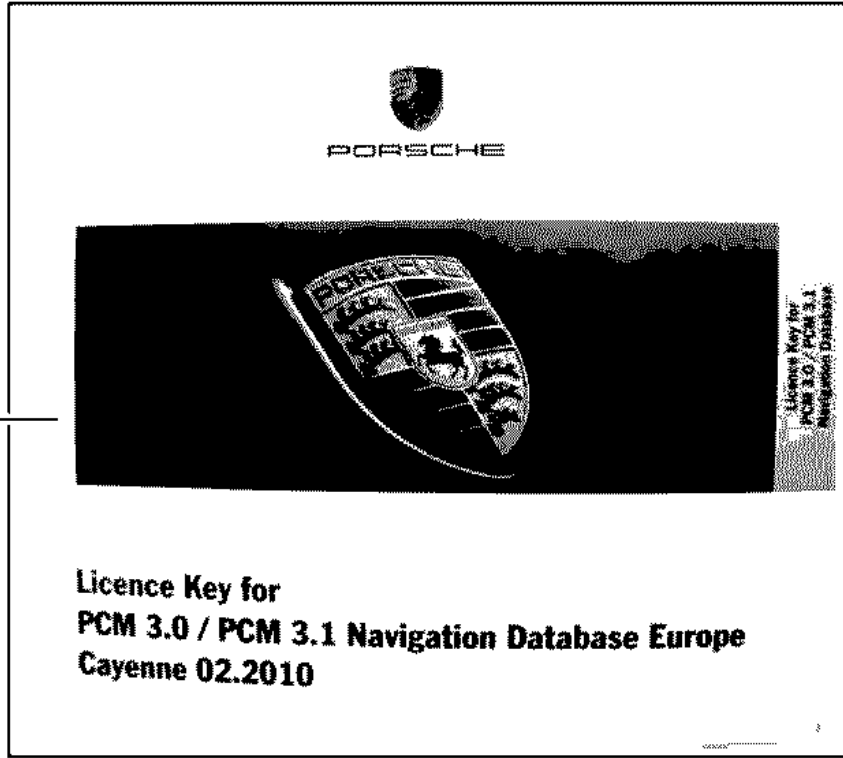 PORSCHE
PORSCHE
Licence Key for
PCM 3.0 / PCM 3.1
Navigation Database
Licence Key for
PCM 3.0 / PCM 3.1 Navigation Database Europe
Cayenne 02.2010